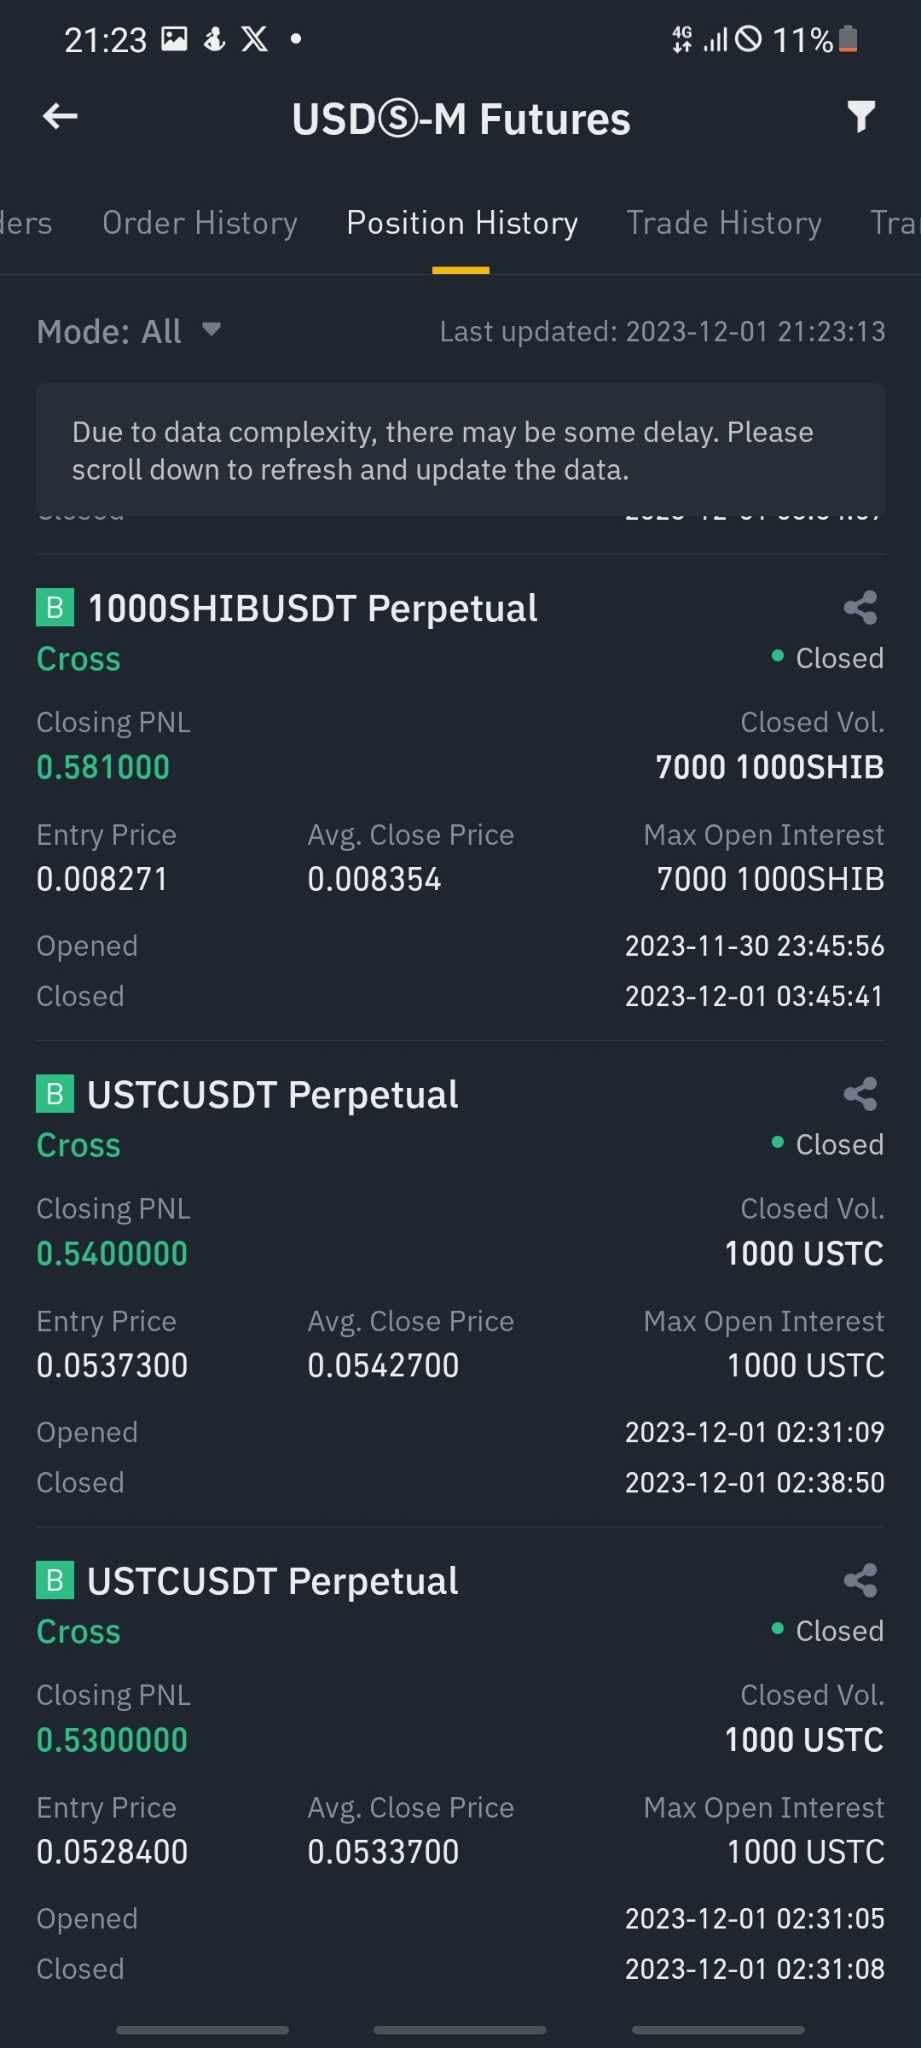 21:23 4G 11%
USDⓈ-M Futures
ders Order History Position History Trade History Tra
Mode: All Last updated: 2023-12-01 21:23:13
Due to data complexity, there may be some delay. Please
scroll down to refresh and update the data.
B 1000SHIBUSDT Perpetual
Cross Closed
Closing PNL Closed Vol.
0.581000 7000 1000SHIB
Entry Price Avg. Close Price Max Open Interest
0.008271 0.008354 7000 1000SHIB
Opened 2023-11-30 23:45:56
Closed 2023-12-01 03:45:41
B USTCUSDT Perpetual
Cross Closed
Closing PNL Closed Vol.
0.5400000 1000 USTC
Entry Price Avg. Close Price Max Open Interest
0.0537300 0.0542700 1000 USTC
Opened 2023-12-01 02:31:09
Closed 2023-12-01 02:38:50
B USTCUSDT Perpetual
Cross Closed
Closing PNL Closed Vol.
0.5300000 1000 USTC
Entry Price Avg. Close Price Max Open Interest
0.0528400 0.0533700 1000 USTC
Opened 2023-12-01 02:31:05
Closed 2023-12-01 02:31:08